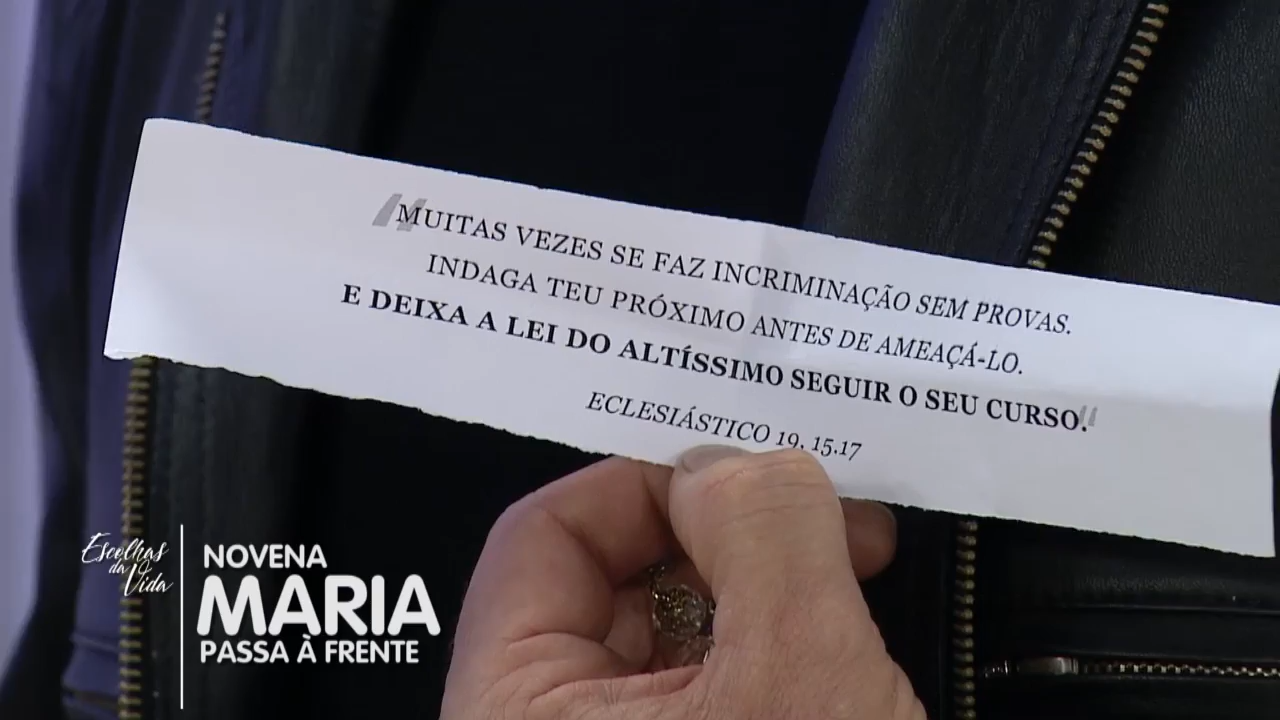 "MUITAS VEZES SE FAZ INCRIMINAÇÃO SEM PROVAS.
INDAGA TEU PRÓXIMO ANTES DE AMEAÇÁ-LO.
E DEIXA A LEI DO ALTÍSSIMO SEGUIR O SEU CURSO."
ECLESIÁSTICO 19, 15.17
Escolhas
da
Vida
NOVENA
MARIA
PASSA À FRENTE